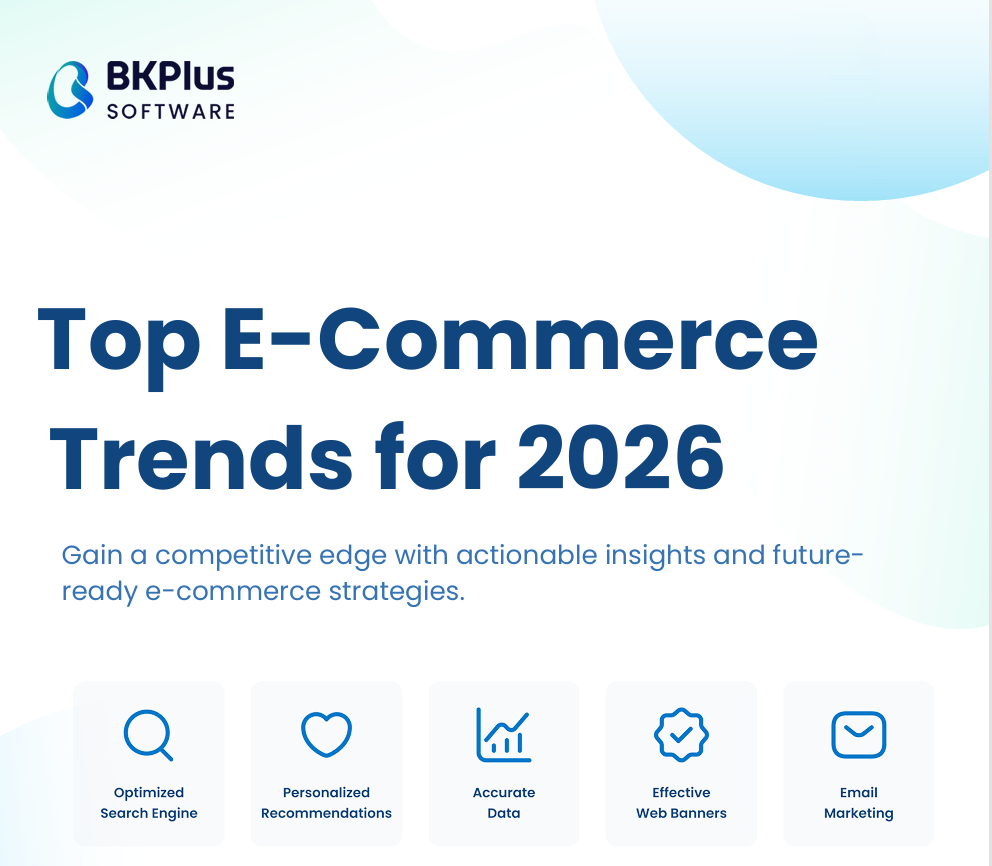 BKPlus
SOFTWARE
Top E-Commerce
Trends for 2026
Gain a competitive edge with actionable insights and future-
ready e-commerce strategies.
Optimized
Search Engine
Personalized
Recommendations
Accurate
Data
Effective
Web Banners
Email
Marketing